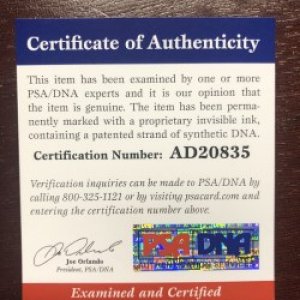 Certificate of Authenticity
This item has been examined by one or more
PSA/DNA experts and it is our opinion that
the item is genuine. The item has been perma-
nently marked with a proprietary invisible ink,
containing a patented strand of synthetic DNA.
Certification Number: AD20835
Verification inquiries can be made to PSA/DNA by
calling 800-325-1121 or by visiting psacard.com and
entering the certification number above.
PSA DNA
Joe Orlando
President, PSA/DNA
Examined and Certified